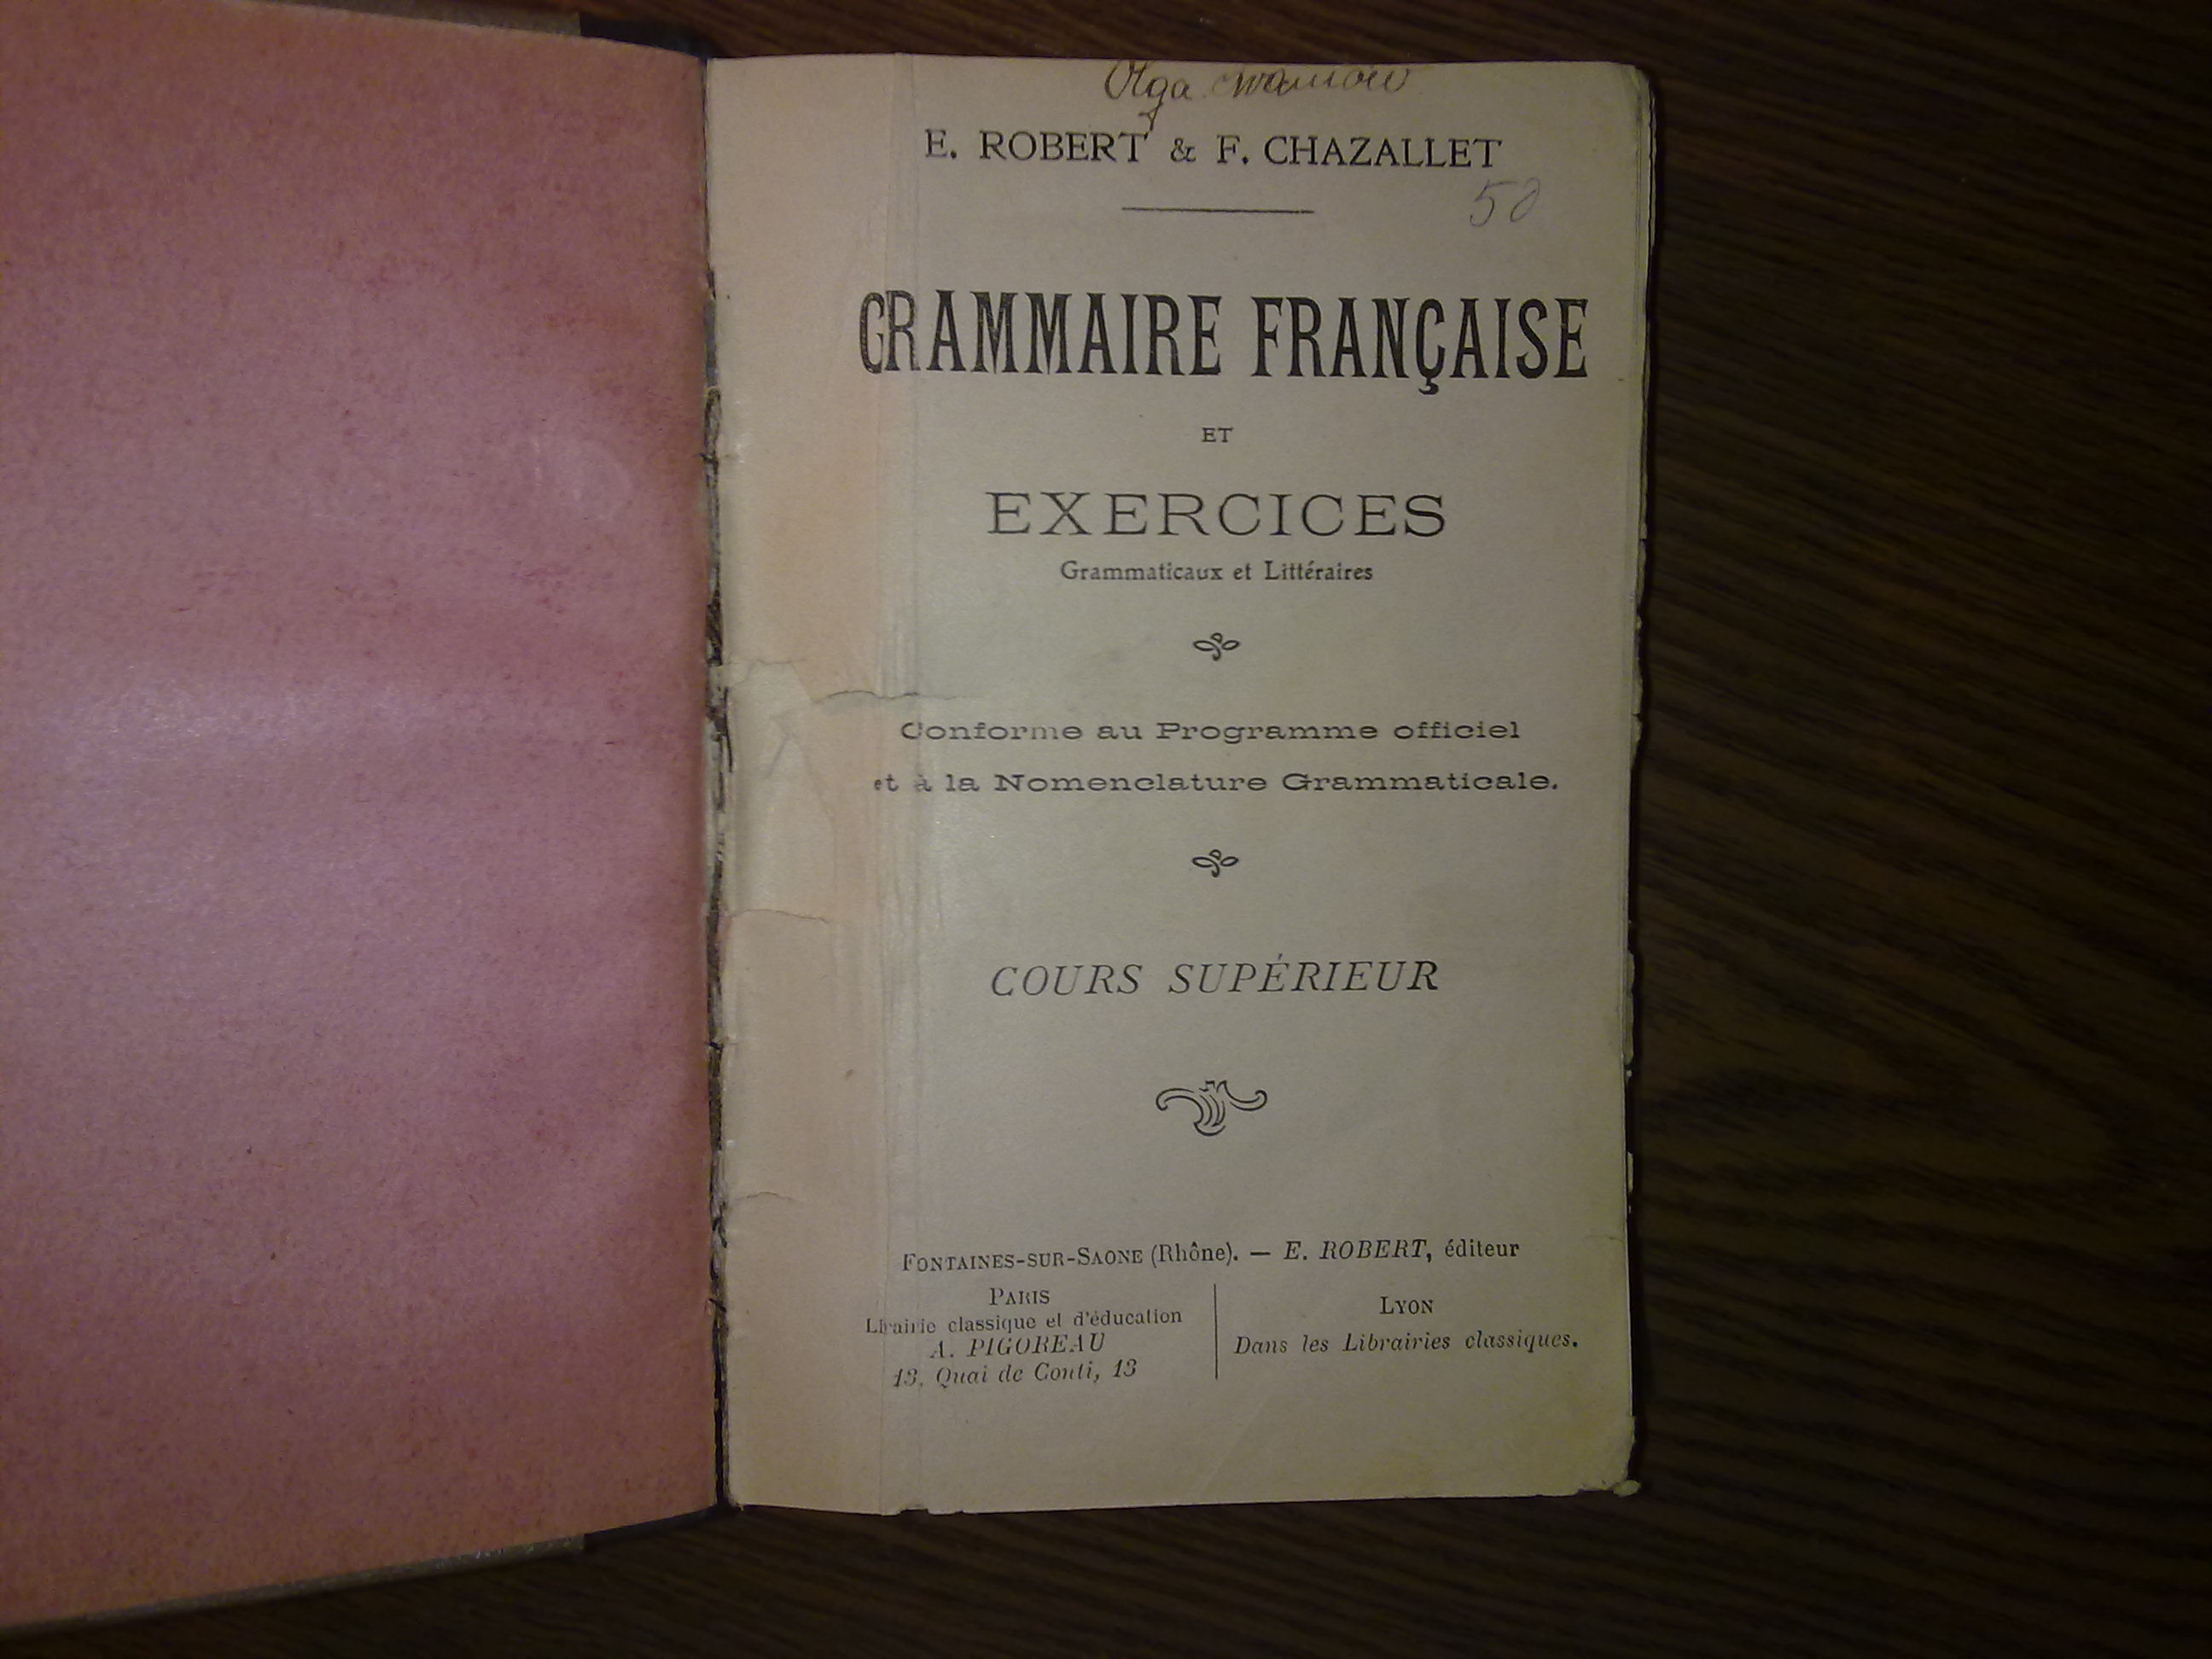 Olga
E. ROBERT & F. CHAZALLET
50
GRAMMAIRE FRANÇAISE
ET
EXERCICES
Grammaticaux et Littéraires
Conforme au Programme officiel
et à la Nomenclature Grammaticale.
COURS SUPÉRIEUR
FONTAINES-SUR-SAONE (Rhône). — E. ROBERT, éditeur
PARIS
Librairie classique et d'éducation
A. PIGOREAU
13, Quai de Conti, 13
LYON
Dans les Librairies classiques.